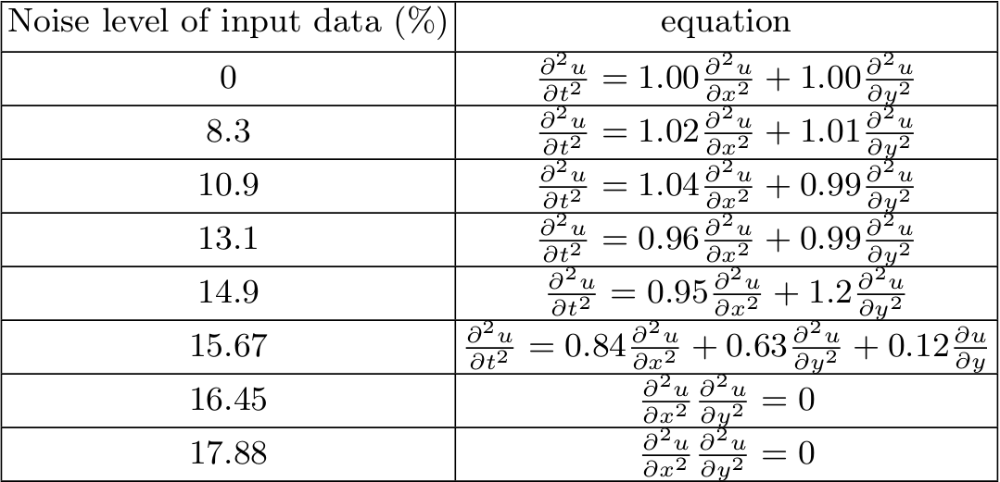 Noise level of input data (%) equation
0 ∂²u/∂t² = 1.00 ∂²u/∂x² + 1.00 ∂²u/∂y²
8.3 ∂²u/∂t² = 1.02 ∂²u/∂x² + 1.01 ∂²u/∂y²
10.9 ∂²u/∂t² = 1.04 ∂²u/∂x² + 0.99 ∂²u/∂y²
13.1 ∂²u/∂t² = 0.96 ∂²u/∂x² + 0.99 ∂²u/∂y²
14.9 ∂²u/∂t² = 0.95 ∂²u/∂x² + 1.2 ∂²u/∂y²
15.67 ∂²u/∂t² = 0.84 ∂²u/∂x² + 0.63 ∂²u/∂y² + 0.12 ∂u/∂y
16.45 ∂²u/∂x² ∂²u/∂y² = 0
17.88 ∂²u/∂x² ∂²u/∂y² = 0